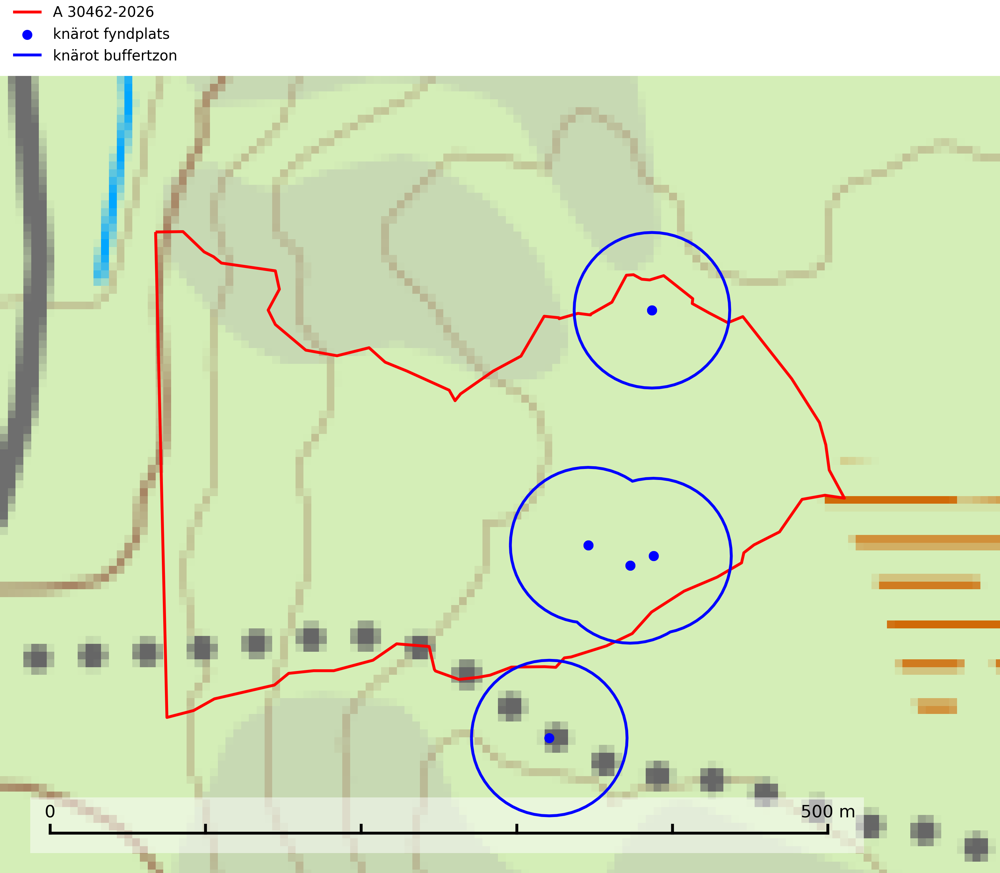 A 30462-2026
knärot fyndplats
knärot buffertzon
0 500 m